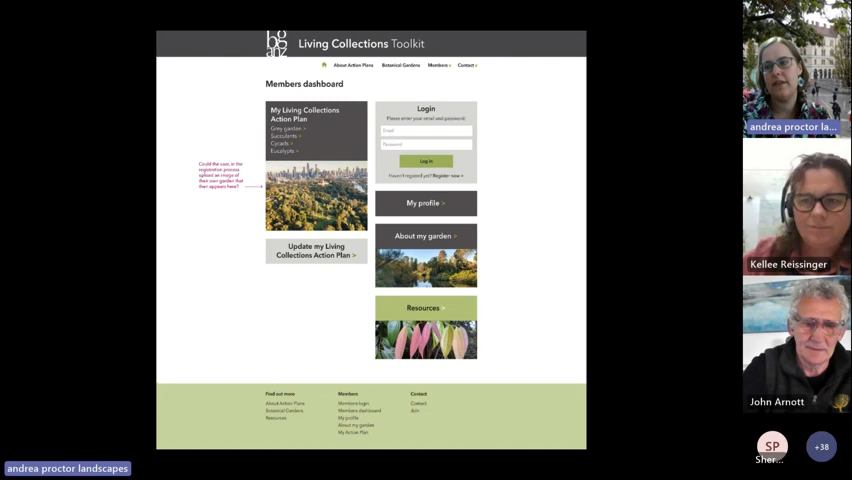 bg
anz
Living Collections Toolkit
About Action Plans
Botanical Gardens
Members
Contact
Members dashboard
My Living Collections
Action Plan
Grey garden >
Succulents >
Cycads >
Eucalypts >
Could the user, in the
registration process
upload an image of
their own garden that
then appears here?
Update my Living
Collections Action Plan >
Login
Please enter your email and password.
Email
Password
Log in
Haven't registered yet? Register now >
My profile >
About my garden >
Resources >
Find out more
About Action Plans
Botanical Gardens
Resources
Members
Members login
Members dashboard
My profile
About my garden
My Action Plan
Contact
Contact
Join
andrea proctor la...
Kellee Reissinger
John Arnott
SP
Sher...
+38
andrea proctor landscapes